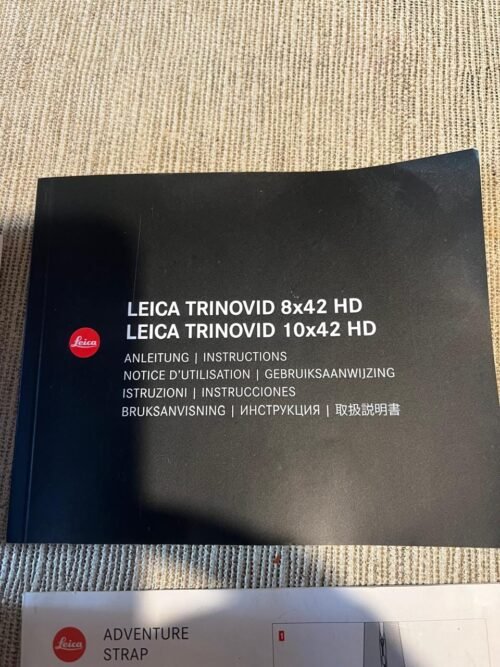 LEICA TRINOVID 8x42 HD
LEICA TRINOVID 10x42 HD
Leica
ANLEITUNG | INSTRUCTIONS
NOTICE D'UTILISATION | GEBRUIKSAANWIJZING
ISTRUZIONI | INSTRUCCIONES
BRUKSANVISNING | ИНСТРУКЦИЯ | 取扱説明書
Leica
ADVENTURE
STRAP
1